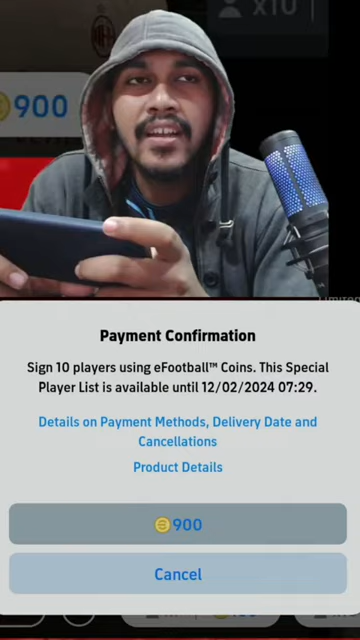 x10
900
Payment Confirmation
Sign 10 players using eFootball™ Coins. This Special
Player List is available until 12/02/2024 07:29.
Details on Payment Methods, Delivery Date and
Cancellations
Product Details
900
Cancel